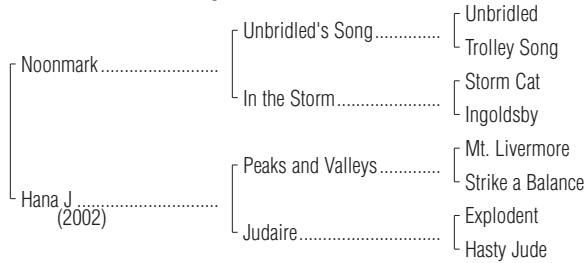 Unbridled
Unbridled's Song..............
Trolley Song
Noonmark.........................
Storm Cat
In the Storm......................
Ingoldsby
Mt. Livermore
Peaks and Valleys.............
Strike a Balance
Hana J ..............................
(2002)
Explodent
Judaire..............................
Hasty Jude